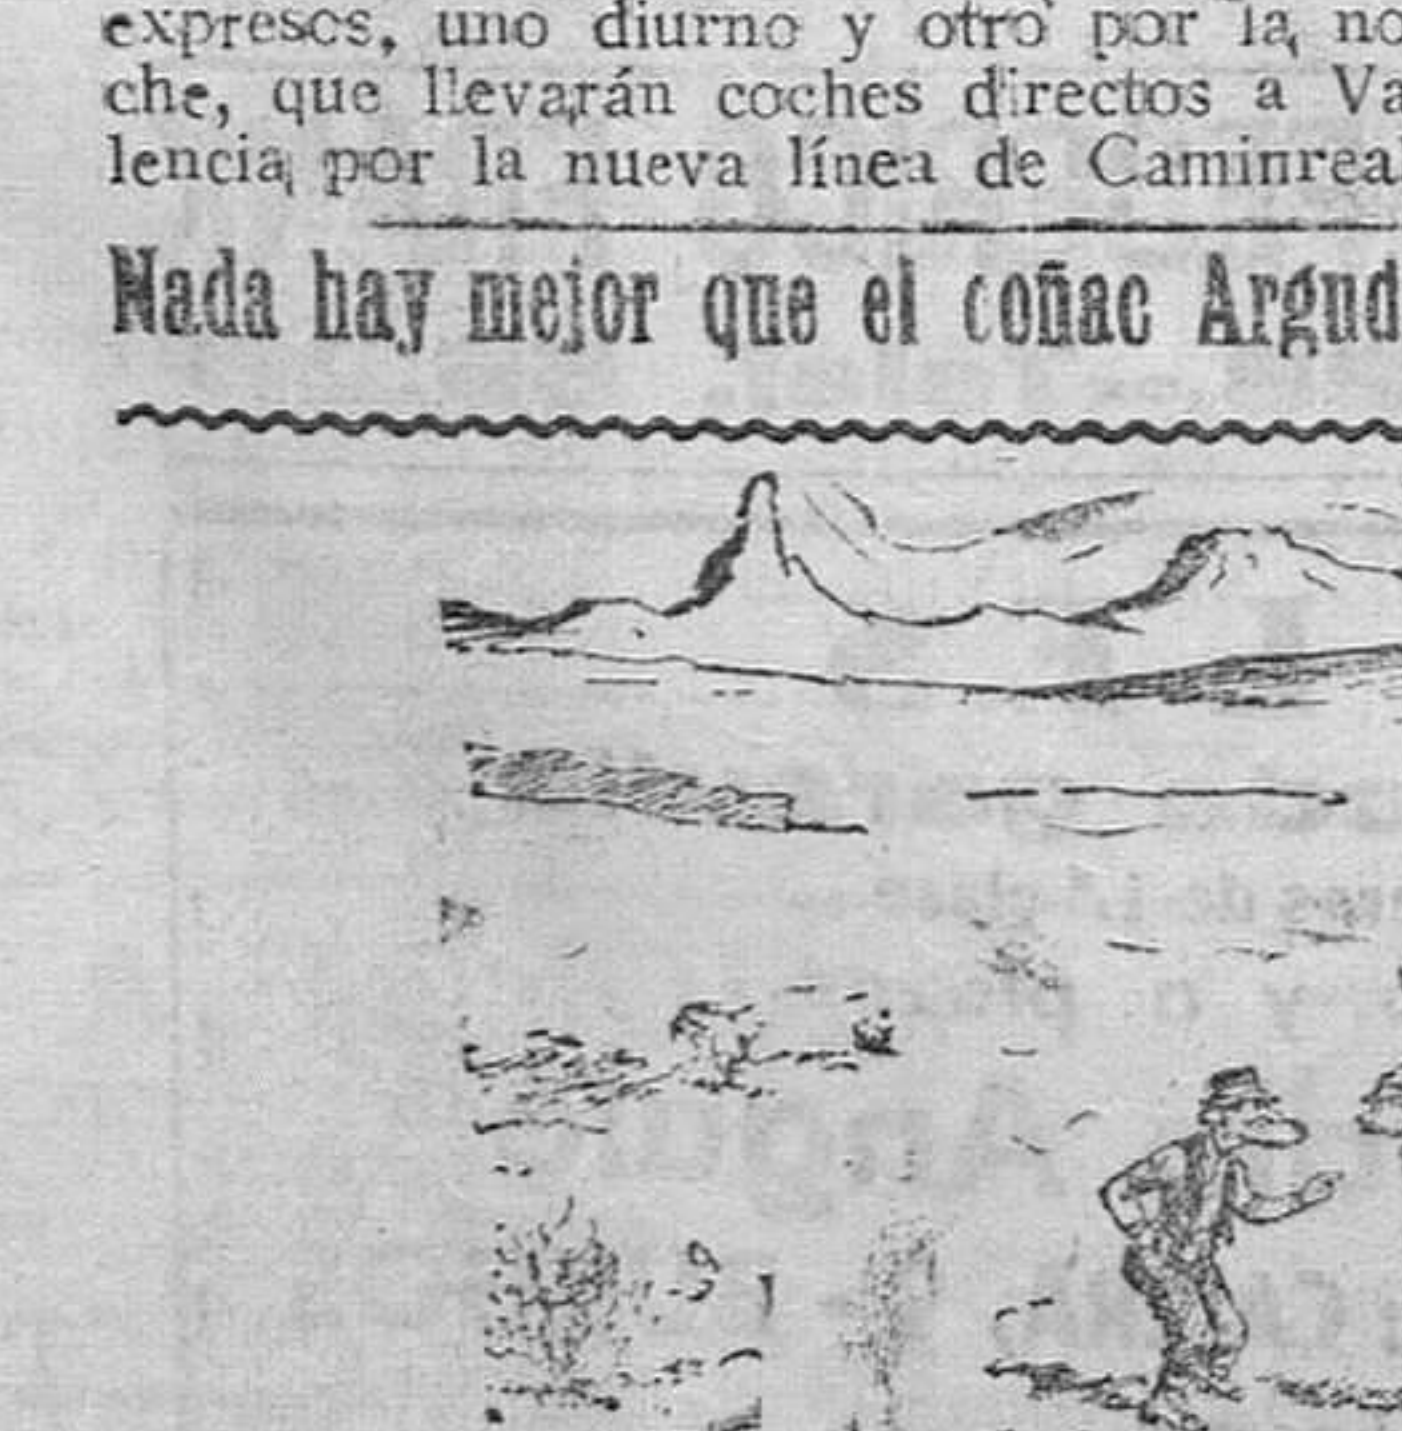 expresos, uno diurno y otro por la no
che, que llevarán coches directos a Va
lencia por la nueva línea de Caminreal
Nada hay mejor que el coñac Argud